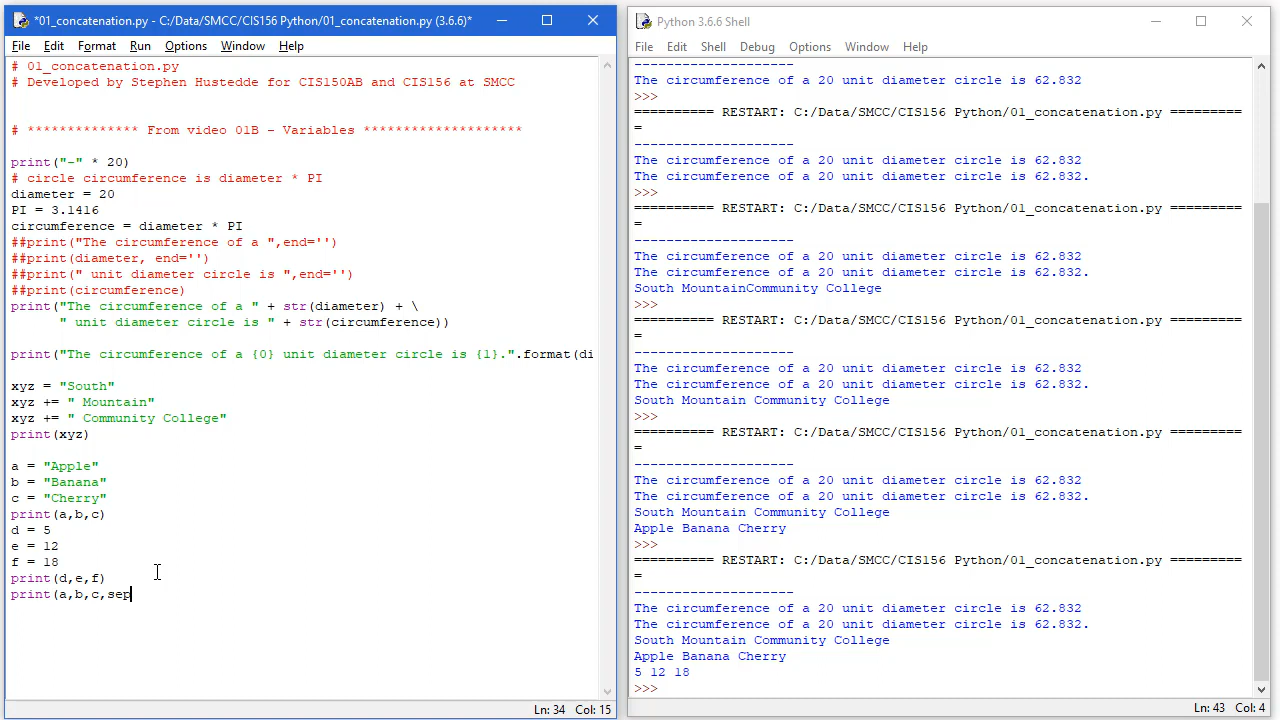 *01_concatenation.py - C:/Data/SMCC/CIS156 Python/01_concatenation.py (3.6.6)*
File Edit Format Run Options Window Help
# 01_concatenation.py
# Developed by Stephen Hustedde for CIS150AB and CIS156 at SMCC
# ************** From video 01B - Variables ********************
print("-" * 20)
# circle circumference is diameter * PI
diameter = 20
PI = 3.1416
circumference = diameter * PI
##print("The circumference of a ",end='')
##print(diameter, end='')
##print(" unit diameter circle is ",end='')
##print(circumference)
print("The circumference of a " + str(diameter) + \
      " unit diameter circle is " + str(circumference))
print("The circumference of a {0} unit diameter circle is {1}.".format(di
xyz = "South"
xyz += " Mountain"
xyz += " Community College"
print(xyz)
a = "Apple"
b = "Banana"
c = "Cherry"
print(a,b,c)
d = 5
e = 12
f = 18
print(d,e,f)
print(a,b,c,sep
Ln: 34 Col: 15
Python 3.6.6 Shell
File Edit Shell Debug Options Window Help
--------------------
The circumference of a 20 unit diameter circle is 62.832
>>>
========== RESTART: C:/Data/SMCC/CIS156 Python/01_concatenation.py =========
=
--------------------
The circumference of a 20 unit diameter circle is 62.832
The circumference of a 20 unit diameter circle is 62.832.
>>>
========== RESTART: C:/Data/SMCC/CIS156 Python/01_concatenation.py =========
=
--------------------
The circumference of a 20 unit diameter circle is 62.832
The circumference of a 20 unit diameter circle is 62.832.
South MountainCommunity College
>>>
========== RESTART: C:/Data/SMCC/CIS156 Python/01_concatenation.py =========
=
--------------------
The circumference of a 20 unit diameter circle is 62.832
The circumference of a 20 unit diameter circle is 62.832.
South Mountain Community College
>>>
========== RESTART: C:/Data/SMCC/CIS156 Python/01_concatenation.py =========
=
--------------------
The circumference of a 20 unit diameter circle is 62.832
The circumference of a 20 unit diameter circle is 62.832.
South Mountain Community College
Apple Banana Cherry
>>>
========== RESTART: C:/Data/SMCC/CIS156 Python/01_concatenation.py =========
=
--------------------
The circumference of a 20 unit diameter circle is 62.832
The circumference of a 20 unit diameter circle is 62.832.
South Mountain Community College
Apple Banana Cherry
5 12 18
>>>
Ln: 43 Col: 4